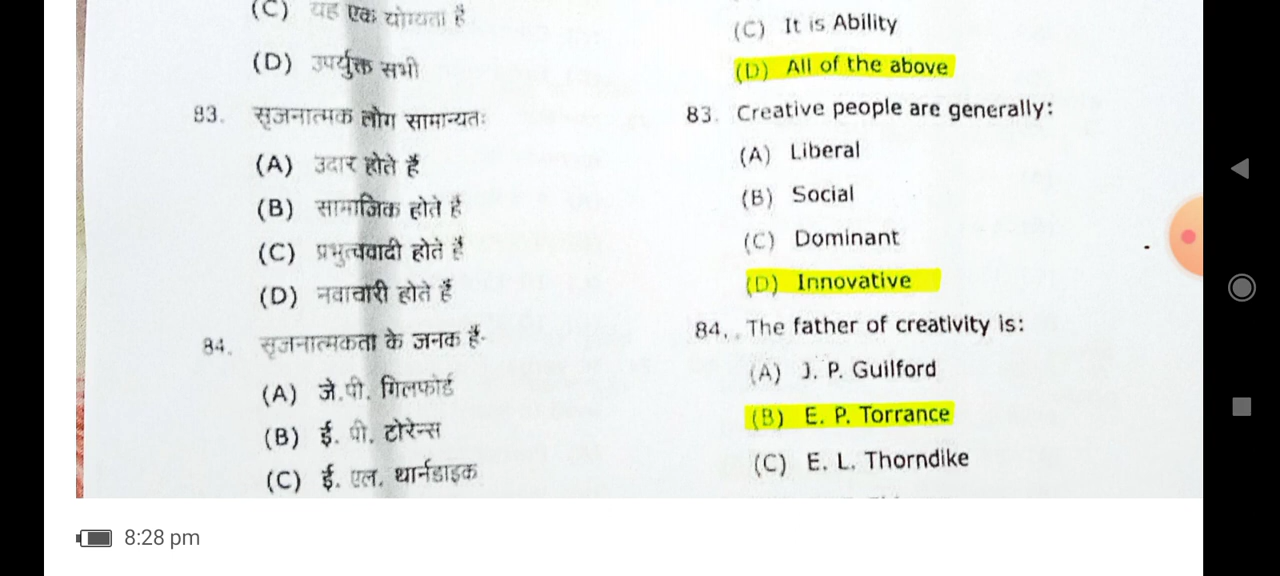 (C) यह एक योग्यता है
(D) उपर्युक्त सभी
83. सृजनात्मक लोग सामान्यतः
(A) उदार होते हैं
(B) सामाजिक होते हैं
(C) प्रभुत्ववादी होते हैं
(D) नवाचारी होते हैं
84. सृजनात्मकता के जनक हैं-
(A) जे.पी. गिलफोर्ड
(B) ई. पी. टोरेन्स
(C) ई. एल. थार्नडाइक
(C) It is Ability
(D) All of the above
83. Creative people are generally:
(A) Liberal
(B) Social
(C) Dominant
(D) Innovative
84. The father of creativity is:
(A) J. P. Guilford
(B) E. P. Torrance
(C) E. L. Thorndike
8:28 pm